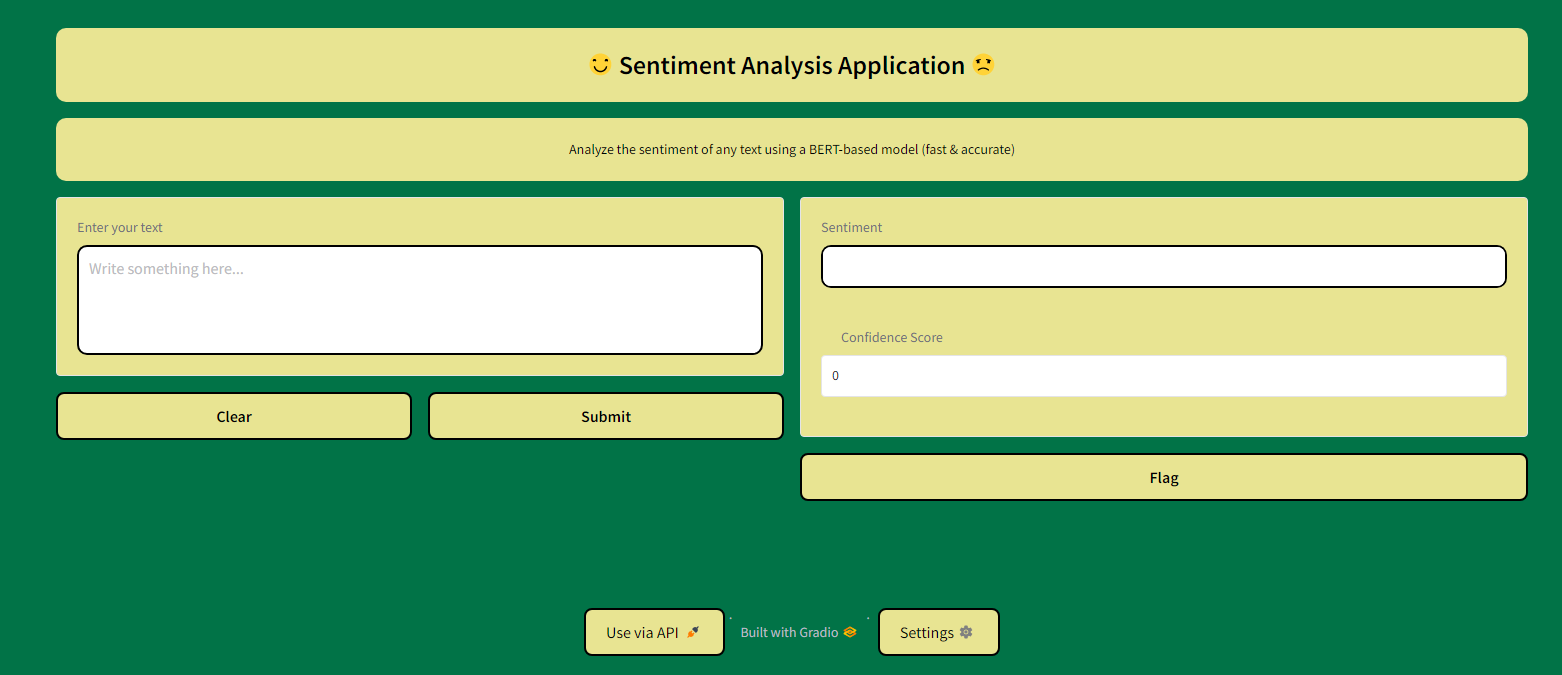 😊 Sentiment Analysis Application 😟
Analyze the sentiment of any text using a BERT-based model (fast & accurate)
Enter your text
Write something here...
Clear
Submit
Sentiment
Confidence Score
0
Flag
Use via API
·
Built with Gradio
·
Settings